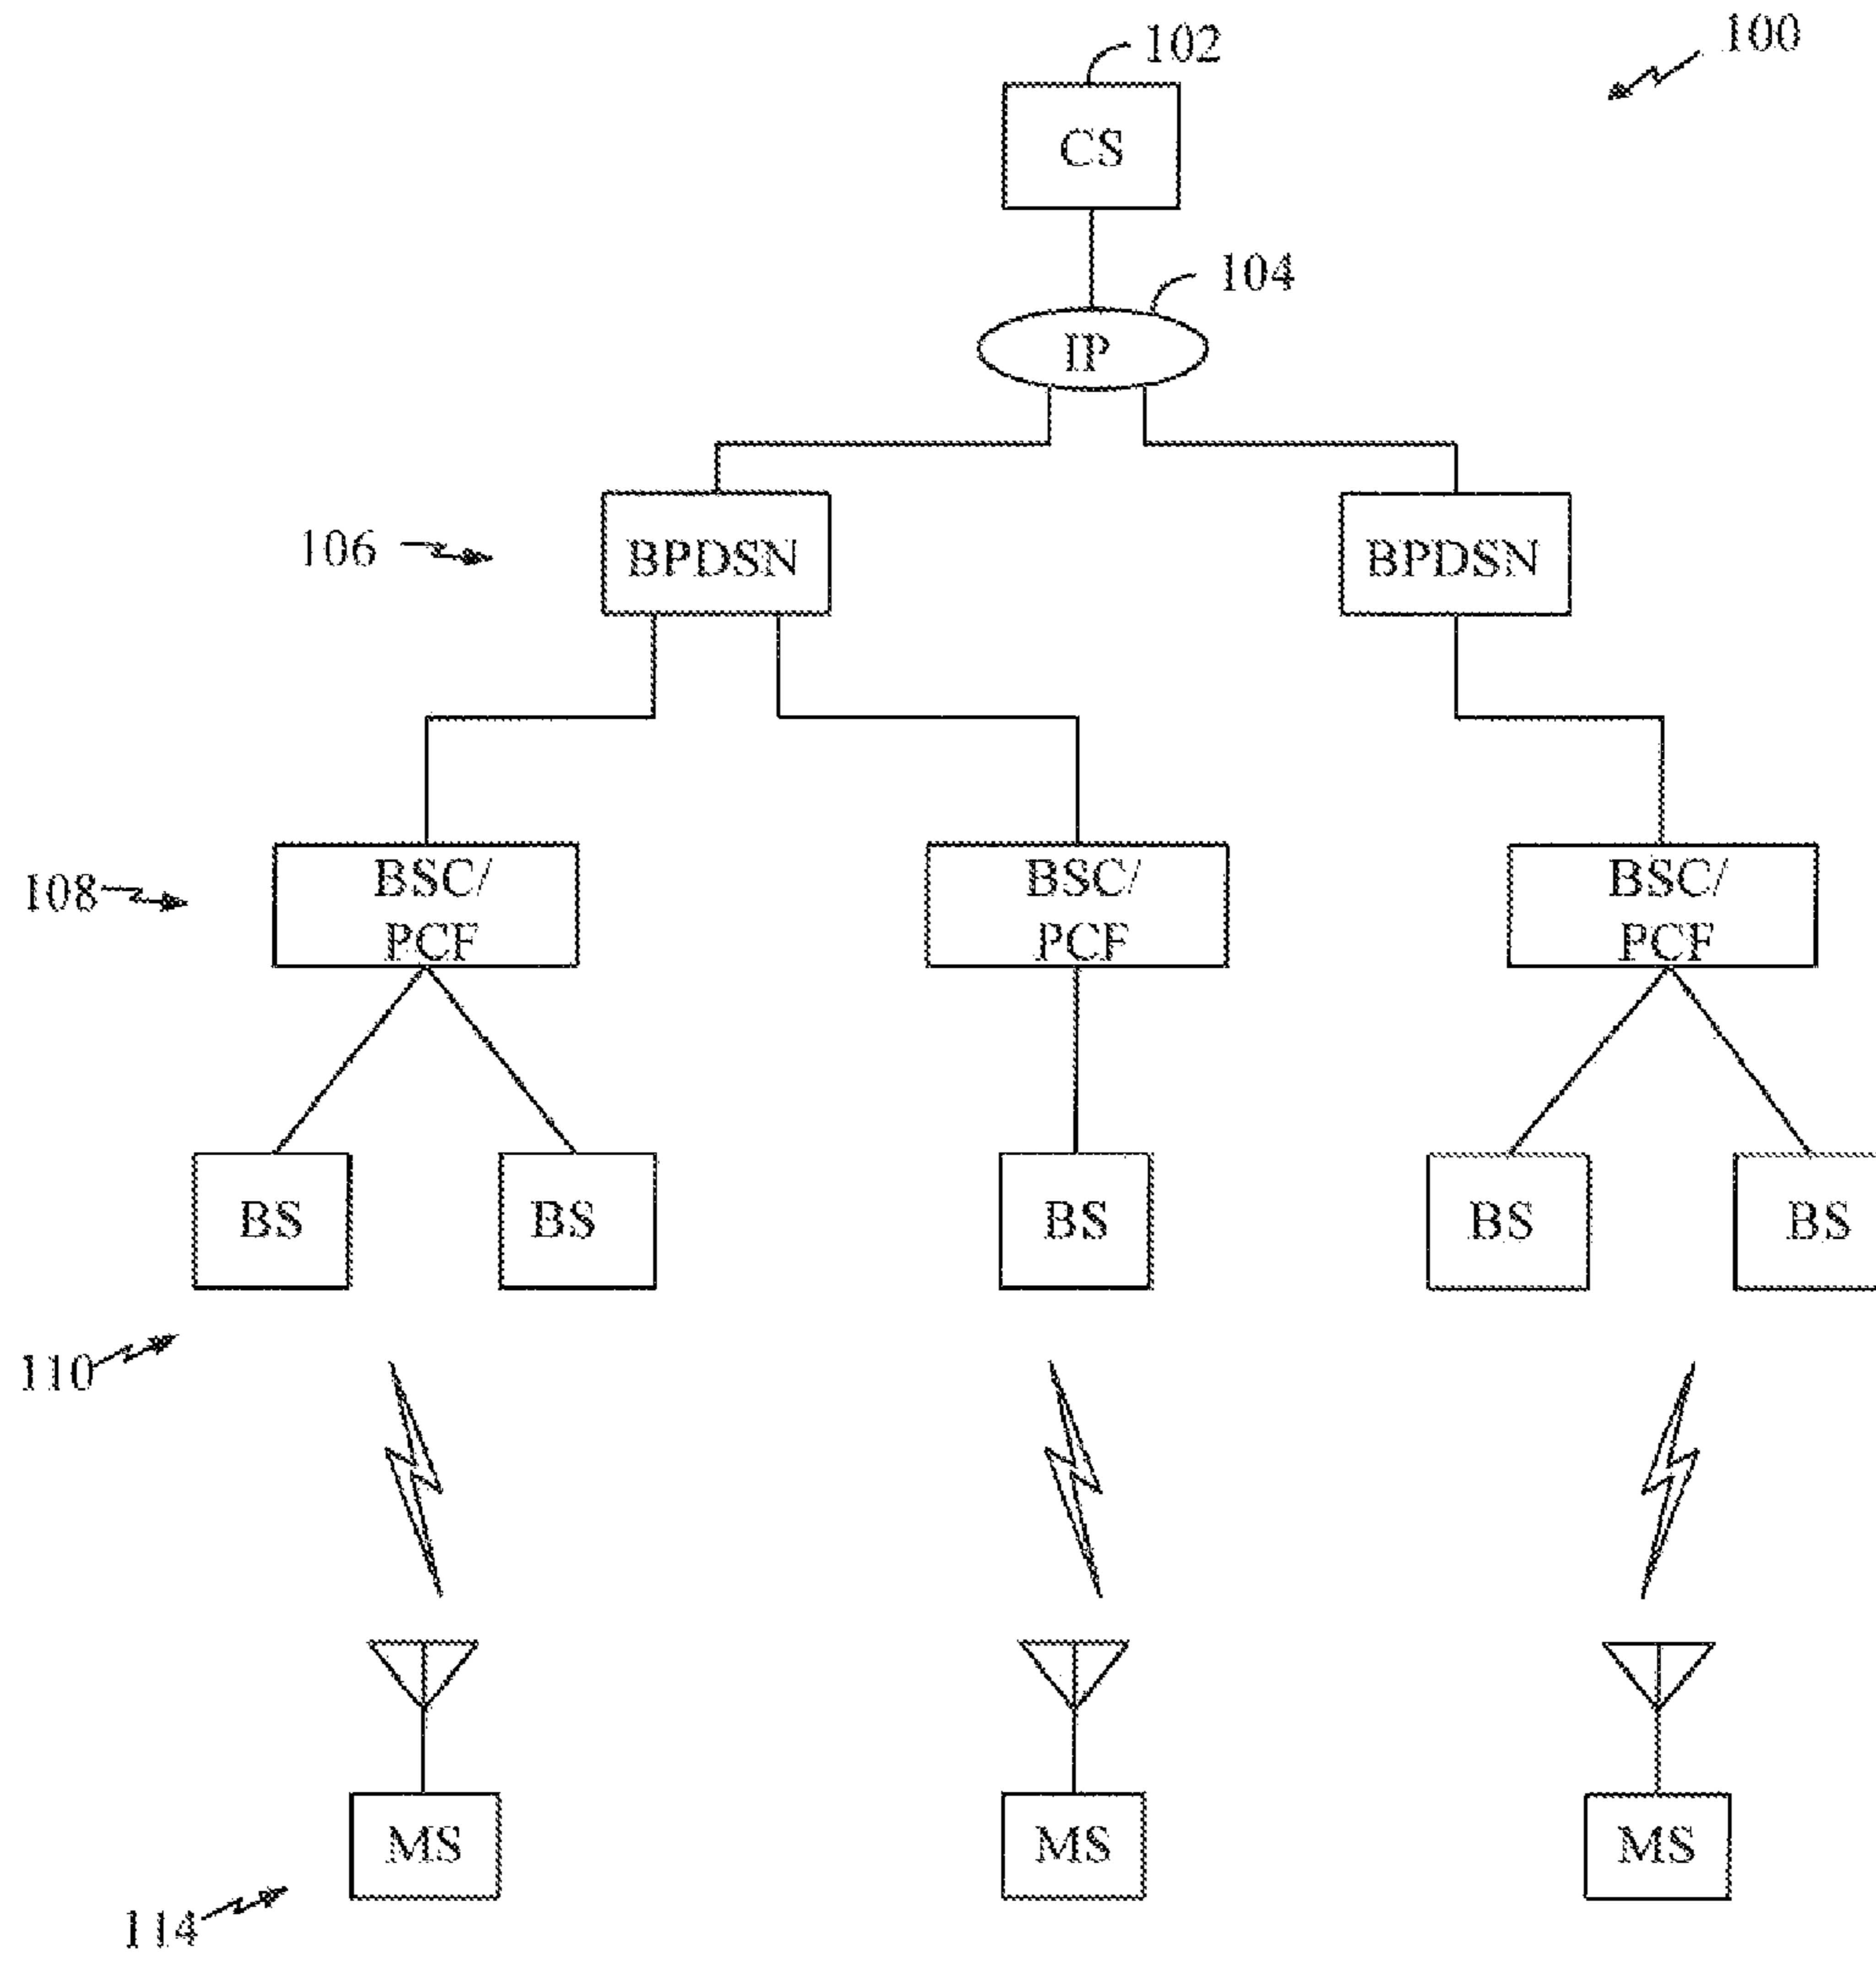 100
102
CS
104
IP
106
BPDSN
BPDSN
108
BSC/
PCF
BSC/
PCF
BSC/
PCF
BS
BS
BS
BS
BS
110
MS
MS
MS
114